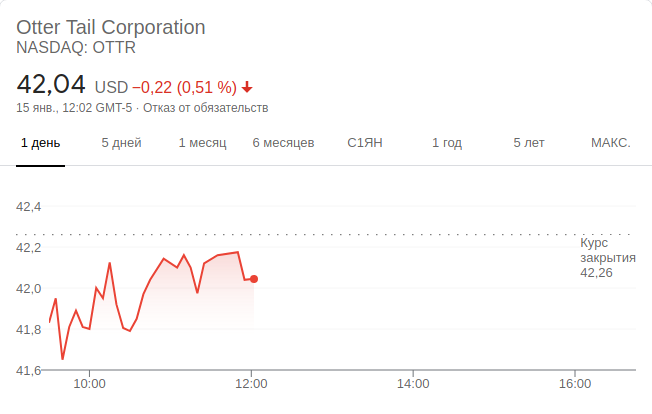 Otter Tail Corporation
NASDAQ: OTTR
42,04 USD −0,22 (0,51 %)
15 янв., 12:02 GMT-5 · Отказ от обязательств
1 день 5 дней 1 месяц 6 месяцев С1ЯН 1 год 5 лет МАКС.
42,4
42,2
42,0
41,8
41,6
Курс
закрытия
42,26
10:00 12:00 14:00 16:00